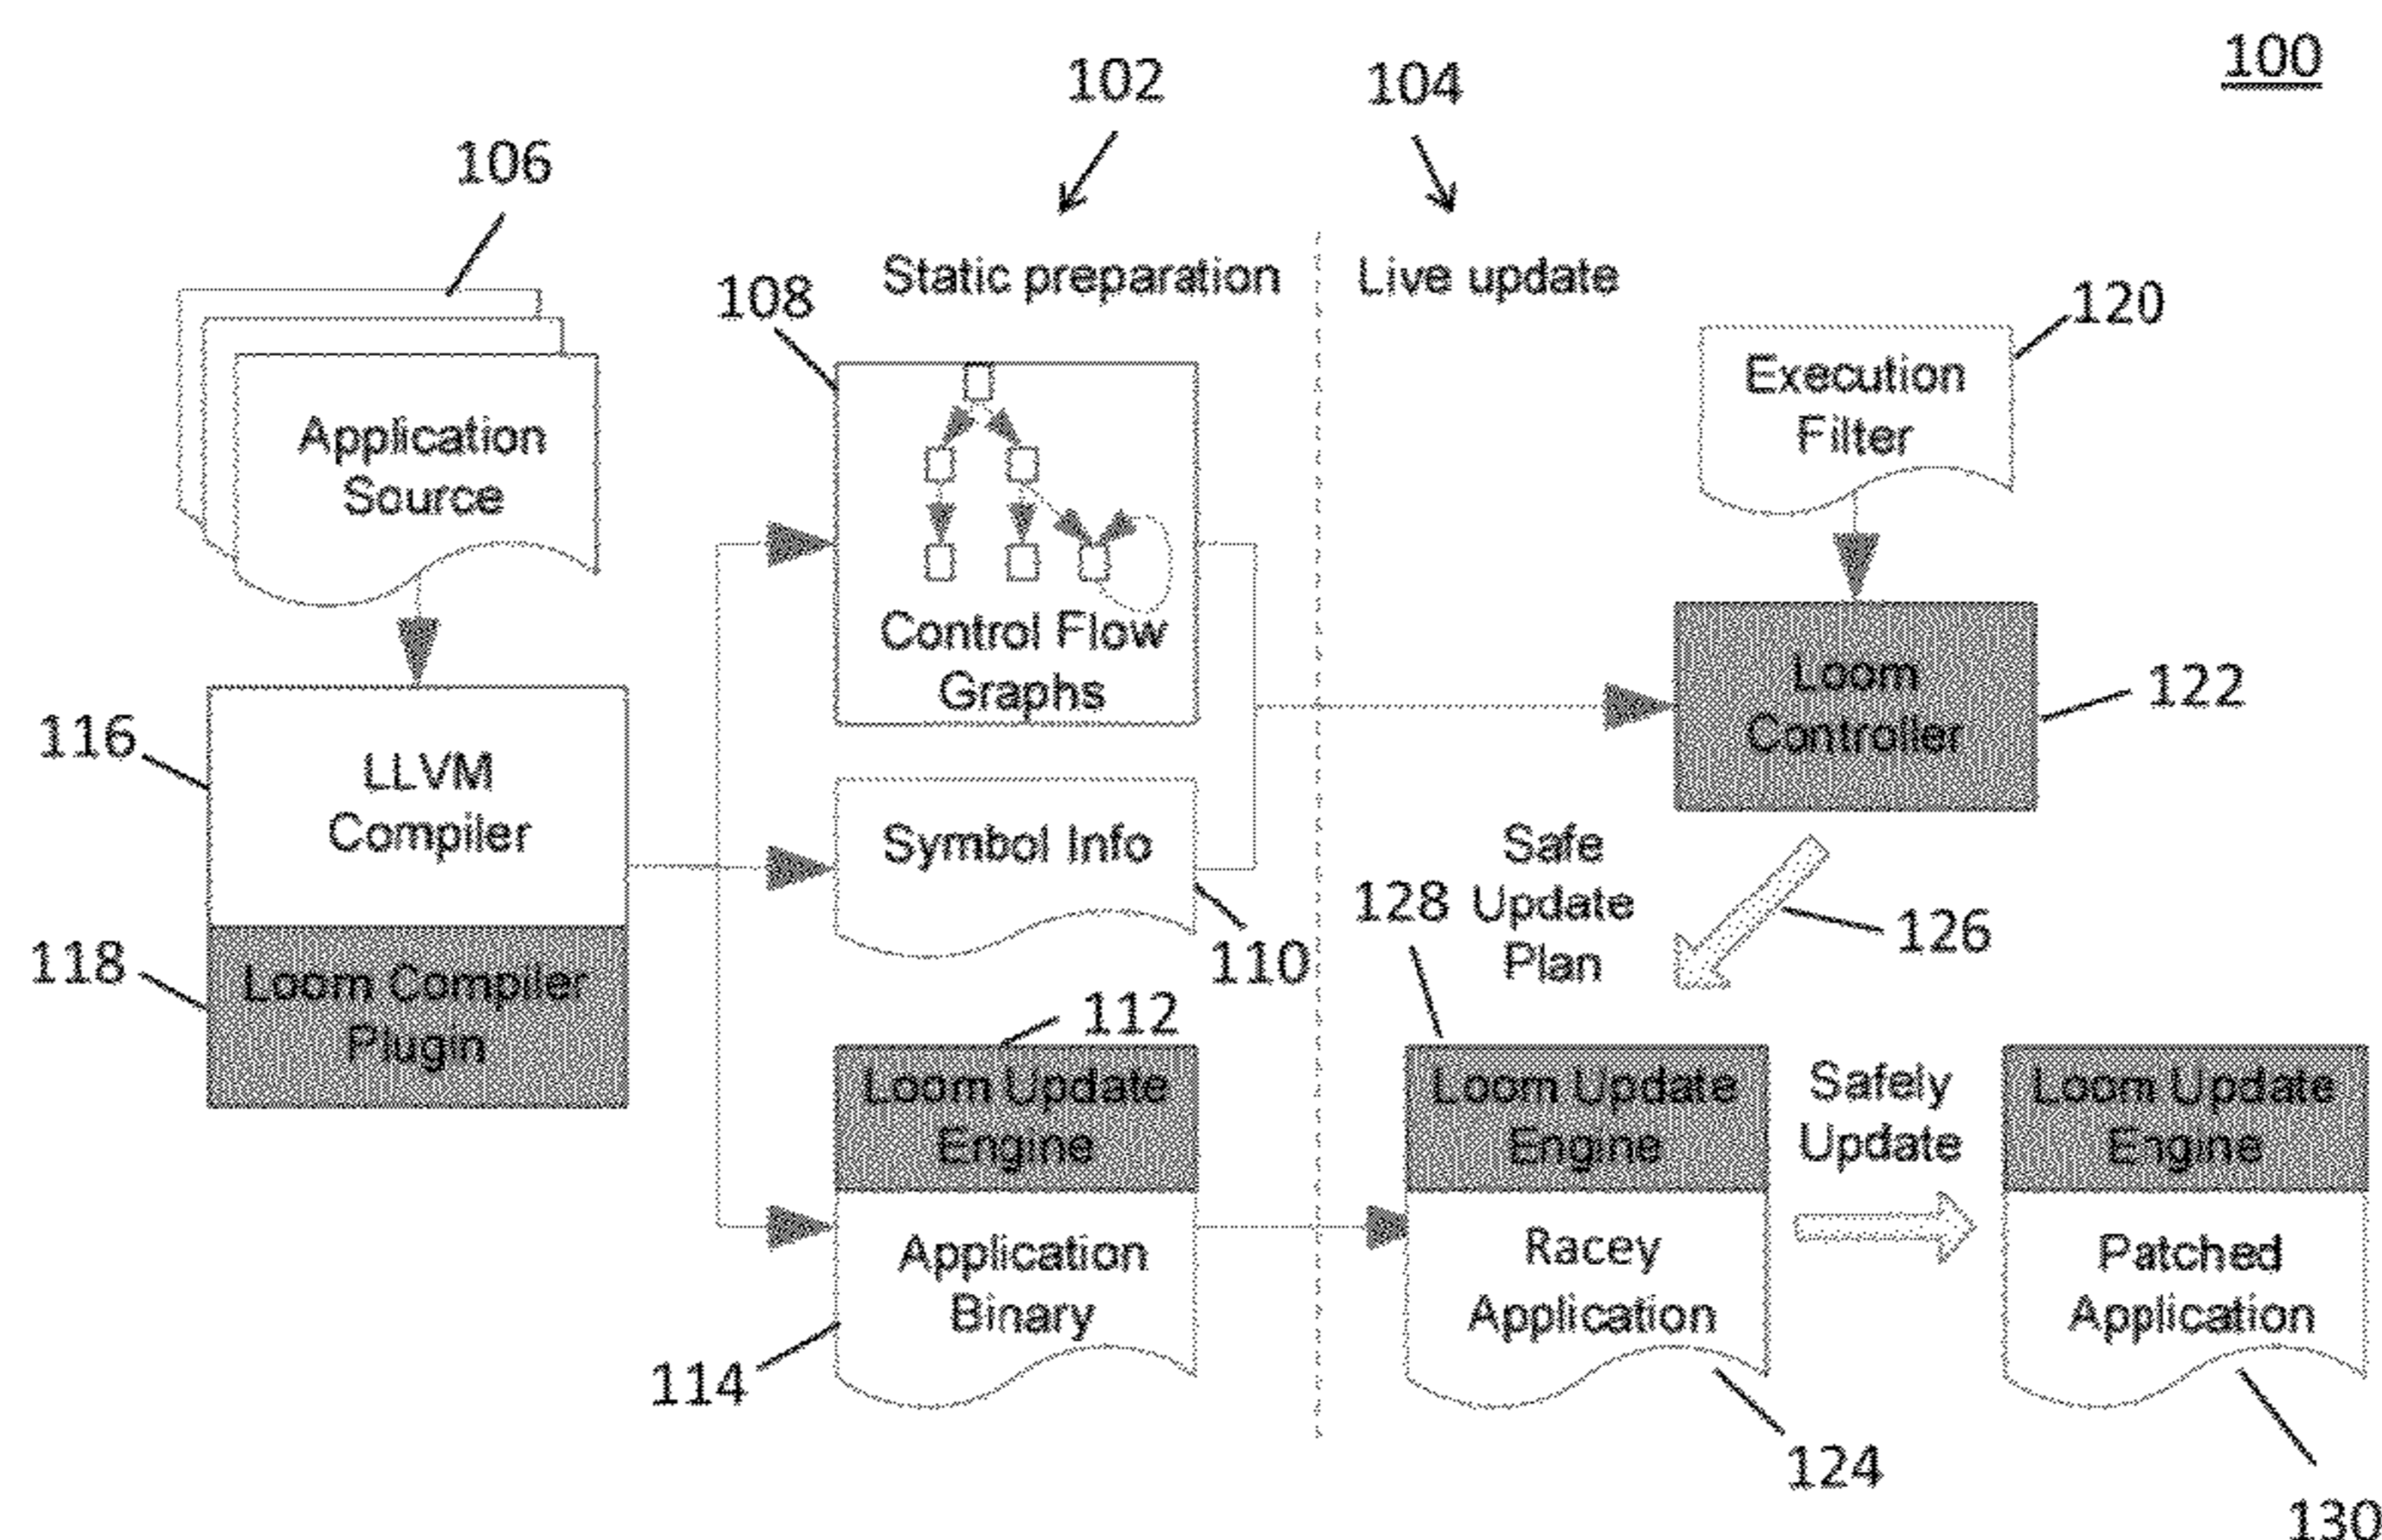 100
102
104
106
Static preparation
Live update
108
120
Execution
Filter
Application
Source
Control Flow
Graphs
Loom
Controller
122
116
LLVM
Compiler
Symbol Info
110
Safe
Update
Plan
128
126
118
Loom Compiler
Plugin
112
Loom Update
Engine
Application
Binary
114
Loom Update
Engine
Racey
Application
124
Safely
Update
Loom Update
Engine
Patched
Application
130